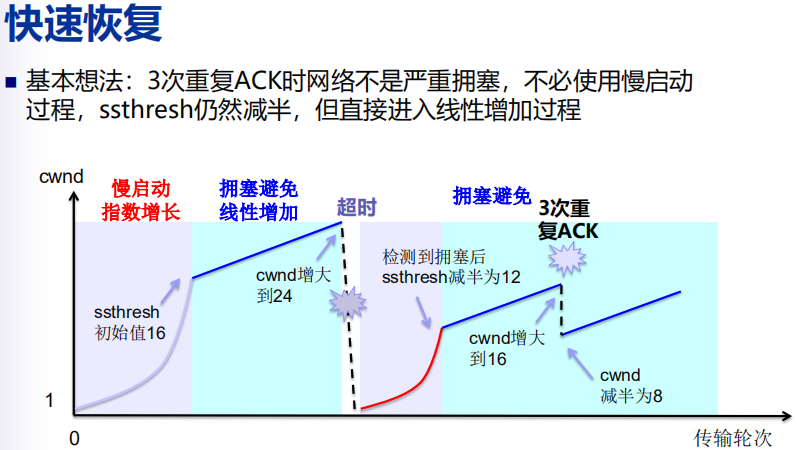 快速恢复
基本想法：3次重复ACK时网络不是严重拥塞，不必使用慢启动
过程，ssthresh仍然减半，但直接进入线性增加过程
cwnd
慢启动
指数增长
拥塞避免
线性增加
超时
拥塞避免
3次重
复ACK
检测到拥塞后
ssthresh减半为12
cwnd增大
到24
ssthresh
初始值16
cwnd增大
到16
cwnd
减半为8
1
0
传输轮次